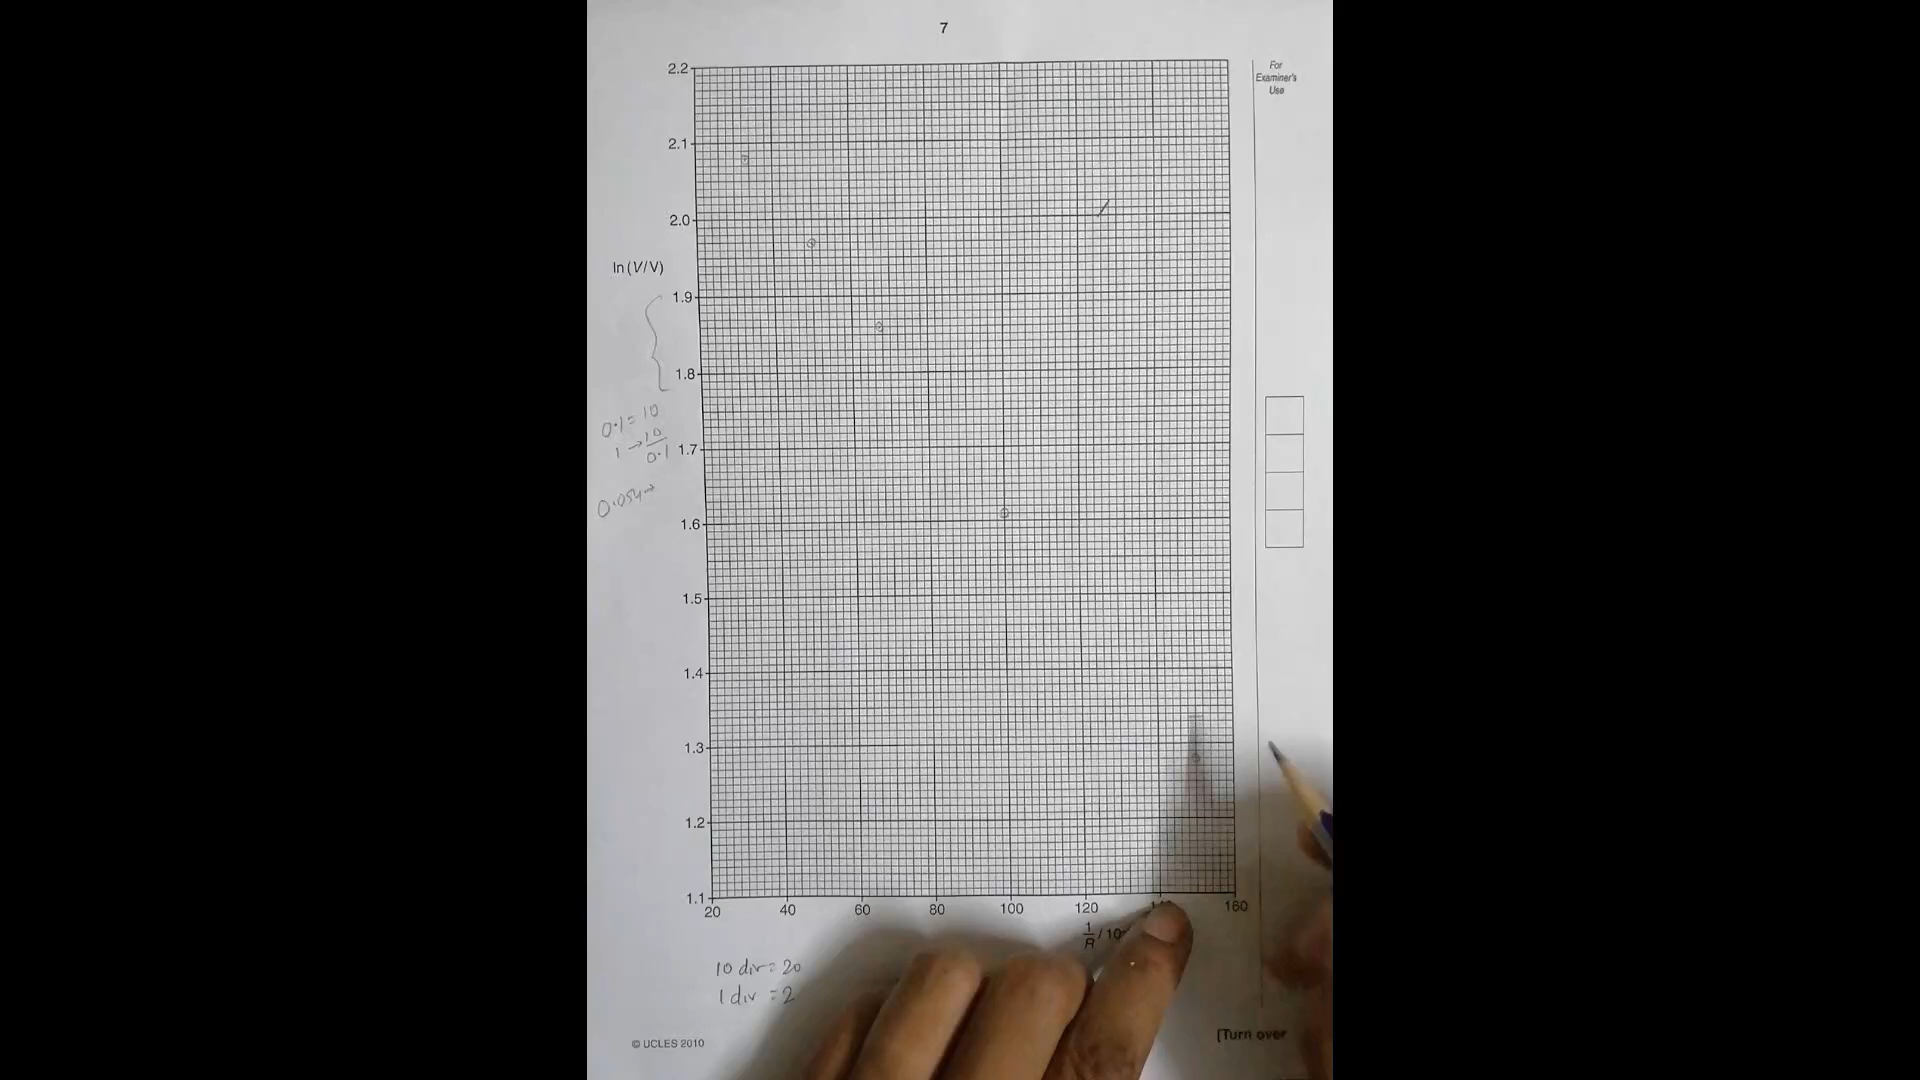 7
For
Examiner's
Use
2.2
2.1
2.0
ln (V/V)
1.9
1.8
0.1 = 10
1 → 10/0.1
1.7
0.054 →
1.6
1.5
1.4
1.3
1.2
1.1
20 40 60 80 100 120 160
1/R / 10
10 div = 20
1 div = 2
© UCLES 2010
[Turn over